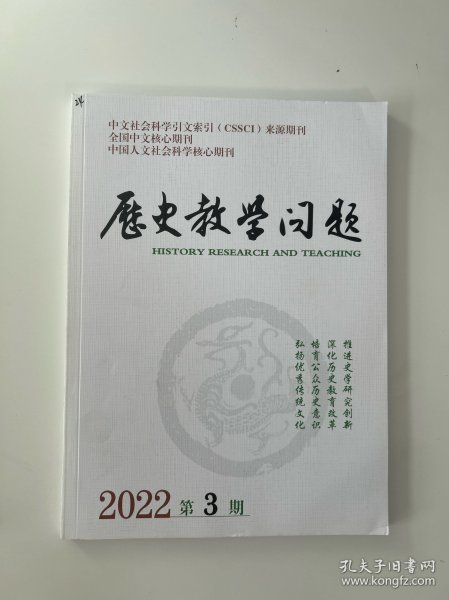 中文社会科学引文索引（CSSCI）来源期刊
全国中文核心期刊
中国人文社会科学核心期刊
歷史教学问题
HISTORY RESEARCH AND TEACHING
推进史学研究创新
深化历史教育改革
培育公众历史意识
弘扬优秀传统文化
2022 第 3 期
孔夫子旧书网
www.kongfz.com